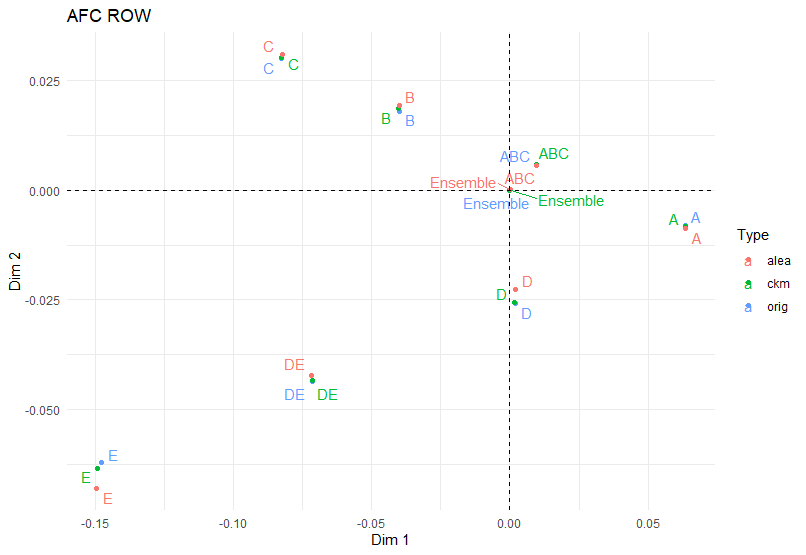 AFC ROW
C
C
C
B
B
B
ABC
ABC
ABC
Ensemble
Ensemble
Ensemble
A
A
A
D
D
D
DE
DE
DE
E
E
E
0.025
0.000
-0.025
-0.050
Dim 2
-0.15
-0.10
-0.05
0.00
0.05
Dim 1
Type
a alea
a ckm
a orig